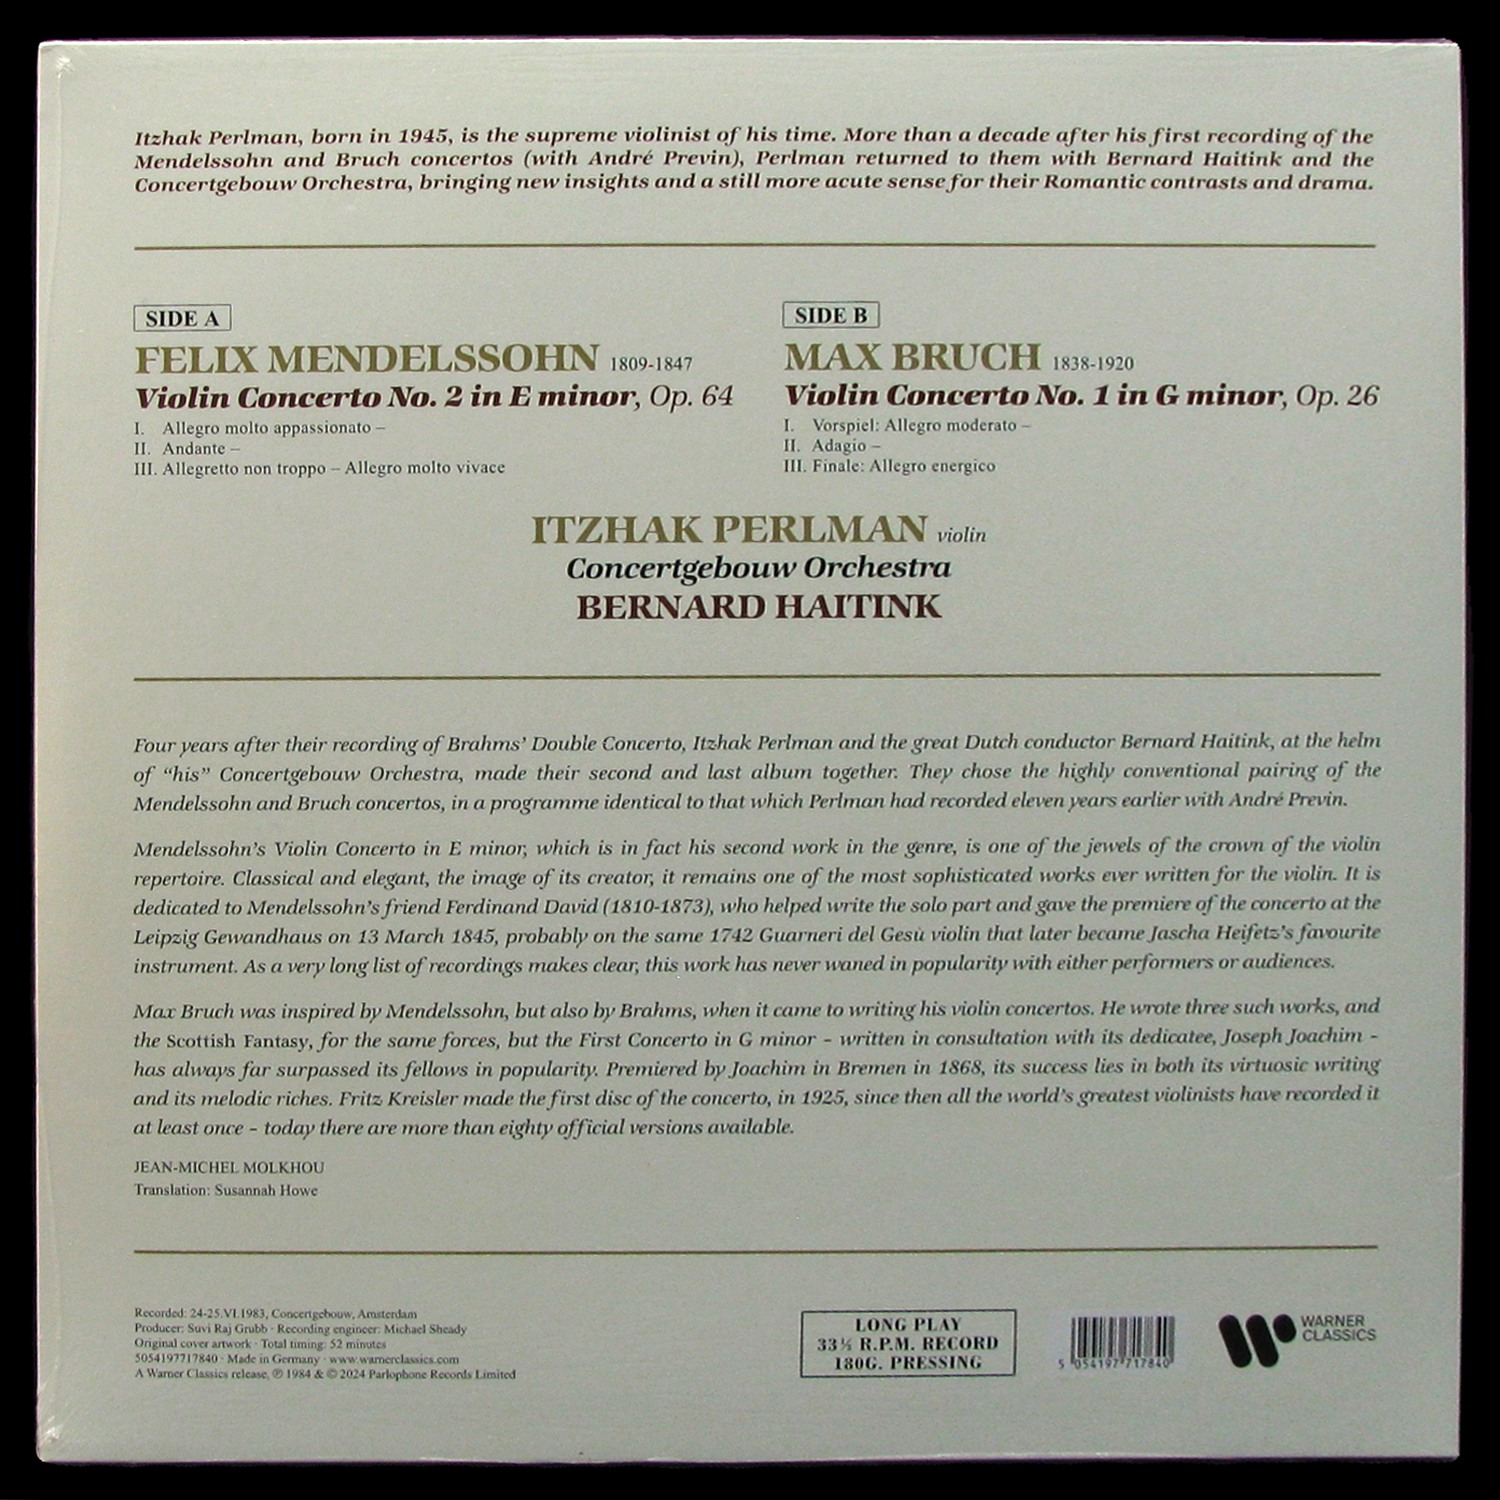 Itzhak Perlman, born in 1945, is the supreme violinist of his time. More than a decade after his first recording of the
Mendelssohn and Bruch concertos (with André Previn), Perlman returned to them with Bernard Haitink and the
Concertgebouw Orchestra, bringing new insights and a still more acute sense for their Romantic contrasts and drama.
SIDE A
FELIX MENDELSSOHN 1809-1847
Violin Concerto No. 2 in E minor, Op. 64
I. Allegro molto appassionato –
II. Andante –
III. Allegretto non troppo – Allegro molto vivace
SIDE B
MAX BRUCH 1838-1920
Violin Concerto No. 1 in G minor, Op. 26
I. Vorspiel: Allegro moderato –
II. Adagio –
III. Finale: Allegro energico
ITZHAK PERLMAN violin
Concertgebouw Orchestra
BERNARD HAITINK
Four years after their recording of Brahms' Double Concerto, Itzhak Perlman and the great Dutch conductor Bernard Haitink, at the helm
of “his” Concertgebouw Orchestra, made their second and last album together. They chose the highly conventional pairing of the
Mendelssohn and Bruch concertos, in a programme identical to that which Perlman had recorded eleven years earlier with André Previn.
Mendelssohn's Violin Concerto in E minor, which is in fact his second work in the genre, is one of the jewels of the crown of the violin
repertoire. Classical and elegant, the image of its creator, it remains one of the most sophisticated works ever written for the violin. It is
dedicated to Mendelssohn's friend Ferdinand David (1810-1873), who helped write the solo part and gave the premiere of the concerto at the
Leipzig Gewandhaus on 13 March 1845, probably on the same 1742 Guarneri del Gesù violin that later became Jascha Heifetz's favourite
instrument. As a very long list of recordings makes clear, this work has never waned in popularity with either performers or audiences.
Max Bruch was inspired by Mendelssohn, but also by Brahms, when it came to writing his violin concertos. He wrote three such works, and
the Scottish Fantasy, for the same forces, but the First Concerto in G minor – written in consultation with its dedicatee, Joseph Joachim –
has always far surpassed its fellows in popularity. Premiered by Joachim in Bremen in 1868, its success lies in both its virtuosic writing
and its melodic riches. Fritz Kreisler made the first disc of the concerto, in 1925, since then all the world's greatest violinists have recorded it
at least once – today there are more than eighty official versions available.
JEAN-MICHEL MOLKHOU
Translation: Susannah Howe
Recorded: 24-25.VI.1983, Concertgebouw, Amsterdam
Producer: Suvi Raj Grubb · Recording engineer: Michael Sheady
Original cover artwork · Total timing: 52 minutes
5054197717840 · Made in Germany · www.warnerclassics.com
A Warner Classics release, ℗ 1984 & © 2024 Parlophone Records Limited
LONG PLAY
33⅓ R.P.M. RECORD
180G. PRESSING
5 054197 717840
WARNER
CLASSICS